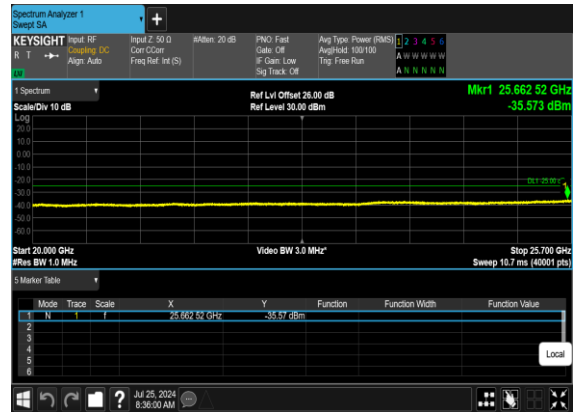 Spectrum Analyzer 1
Swept SA
+
KEYSIGHT Input: RF Input Z: 50 Ω #Atten: 20 dB PNO: Fast Avg Type: Power (RMS) 1 2 3 4 5 6
R T Coupling: DC Corr CCorr Gate: Off Avg|Hold: 100/100 A W W W W W
Align: Auto Freq Ref: Int (S) IF Gain: Low Trig: Free Run
Sig Track: Off A N N N N N
1 Spectrum Ref Lvl Offset 26.00 dB Mkr1 25.662 52 GHz
Scale/Div 10 dB Ref Level 30.00 dBm -35.573 dBm
Log
20.0
10.0
0.00
-10.0
-20.0
-30.0
-40.0
-50.0
-60.0
1
Start 20.000 GHz Video BW 3.0 MHz* Stop 25.700 GHz
#Res BW 1.0 MHz Sweep 10.7 ms (40001 pts)
5 Marker Table
Mode Trace Scale X Y Function Function Width Function Value
1 N 1 f 25.662 52 GHz -35.57 dBm
2
3
4
5
6
Local
? Jul 25, 2024
8:36:00 AM